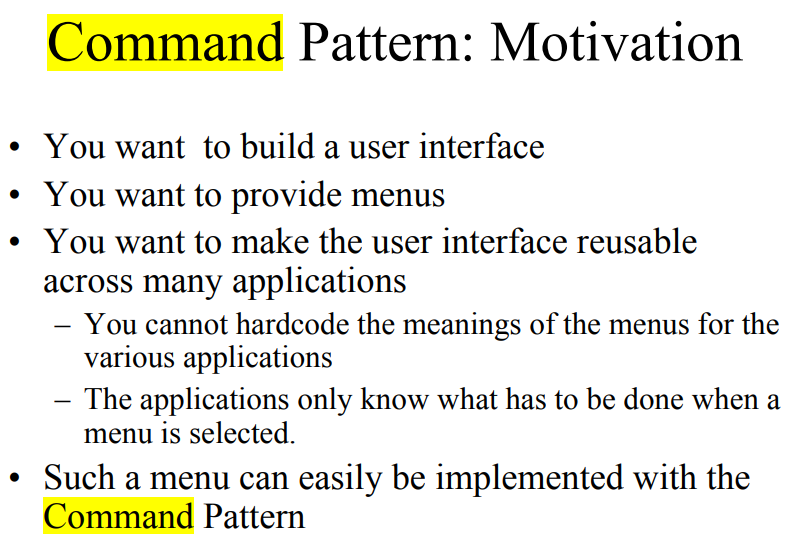 Command Pattern: Motivation
• You want  to build a user interface
• You want to provide menus
• You want to make the user interface reusable
across many applications
– You cannot hardcode the meanings of the menus for the
various applications
– The applications only know what has to be done when a
menu is selected.
• Such a menu can easily be implemented with the
Command Pattern